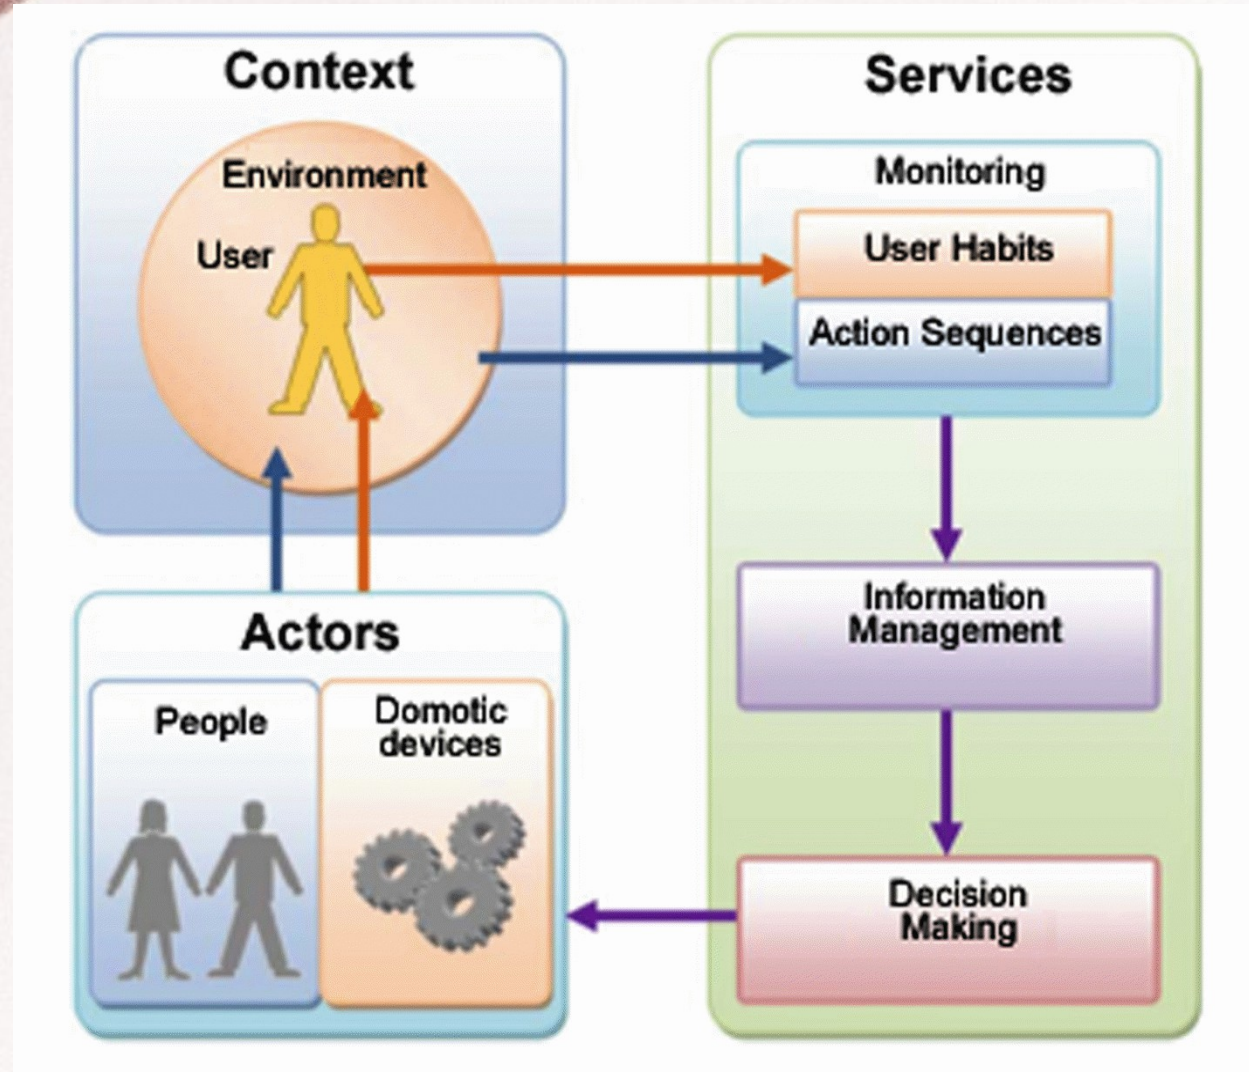 Context
Environment
User
Services
Monitoring
User Habits
Action Sequences
Information
Management
Decision
Making
Actors
People
Domotic
devices